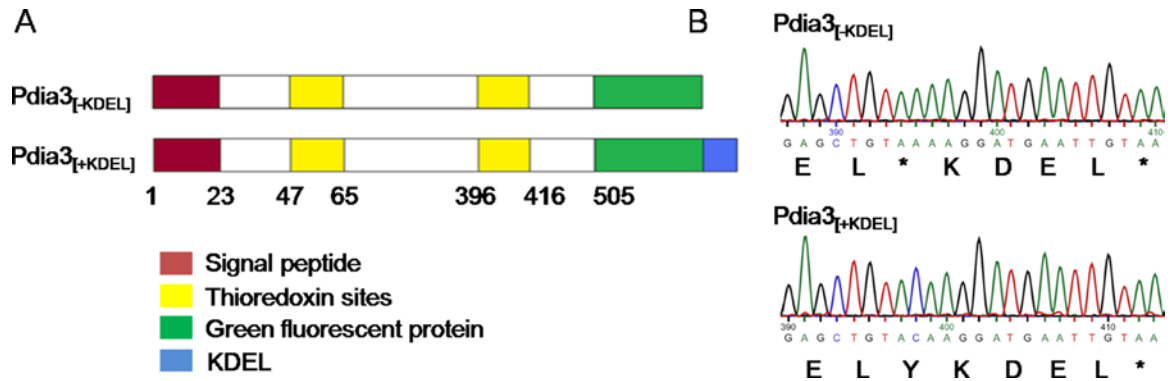 A
Pdia3[-KDEL]
Pdia3[+KDEL]
1 23 47 65 396 416 505
Signal peptide
Thioredoxin sites
Green fluorescent protein
KDEL
B
Pdia3[-KDEL]
390 400 410
G A G C T G T A A A A G G A T G A A T T G T A A
E L * K D E L *
Pdia3[+KDEL]
390 400 410
G A G C T G T A C A A G G A T G A A T T G T A A
E L Y K D E L *